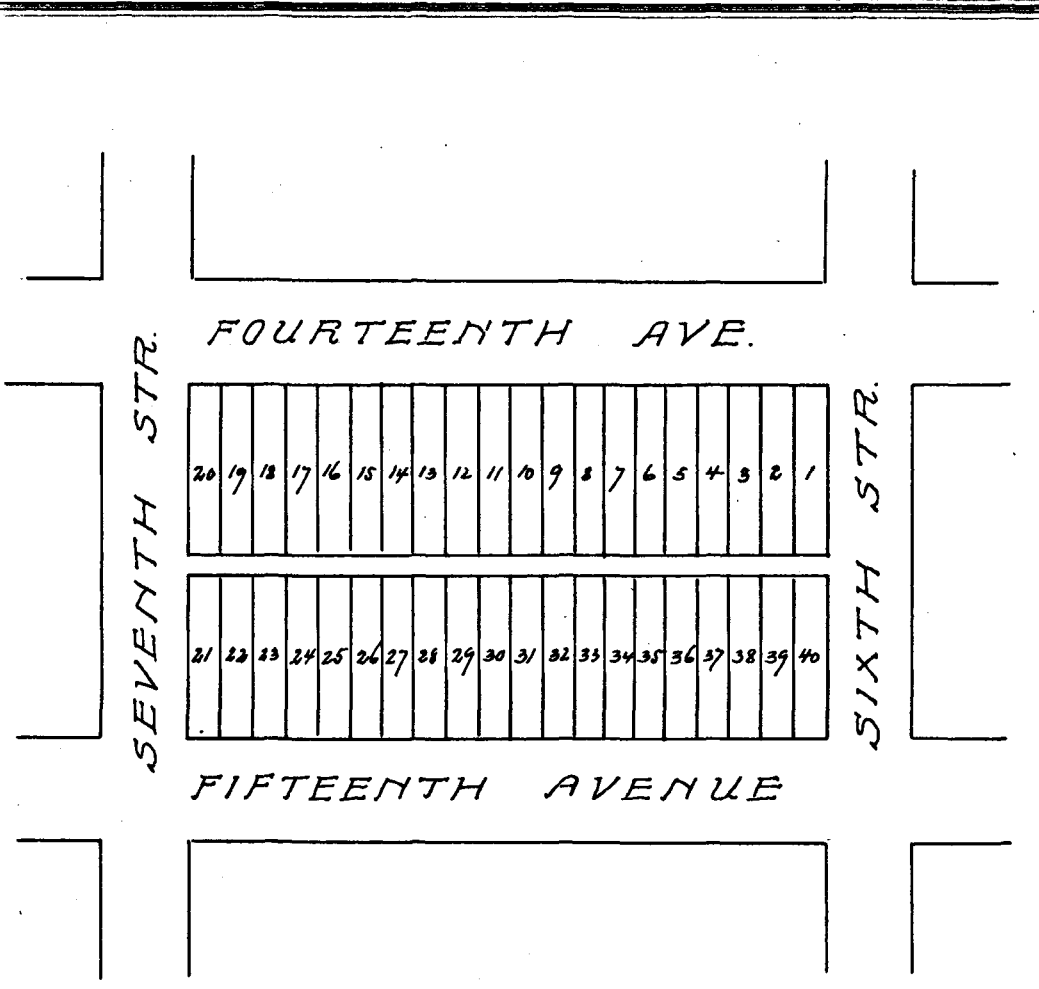 FOURTEENTH AVE.
SEVENTH STR.
SIXTH STR.
20 19 18 17 16 15 14 13 12 11 10 9 8 7 6 5 4 3 2 1
21 22 23 24 25 26 27 28 29 30 31 32 33 34 35 36 37 38 39 40
FIFTEENTH AVENUE